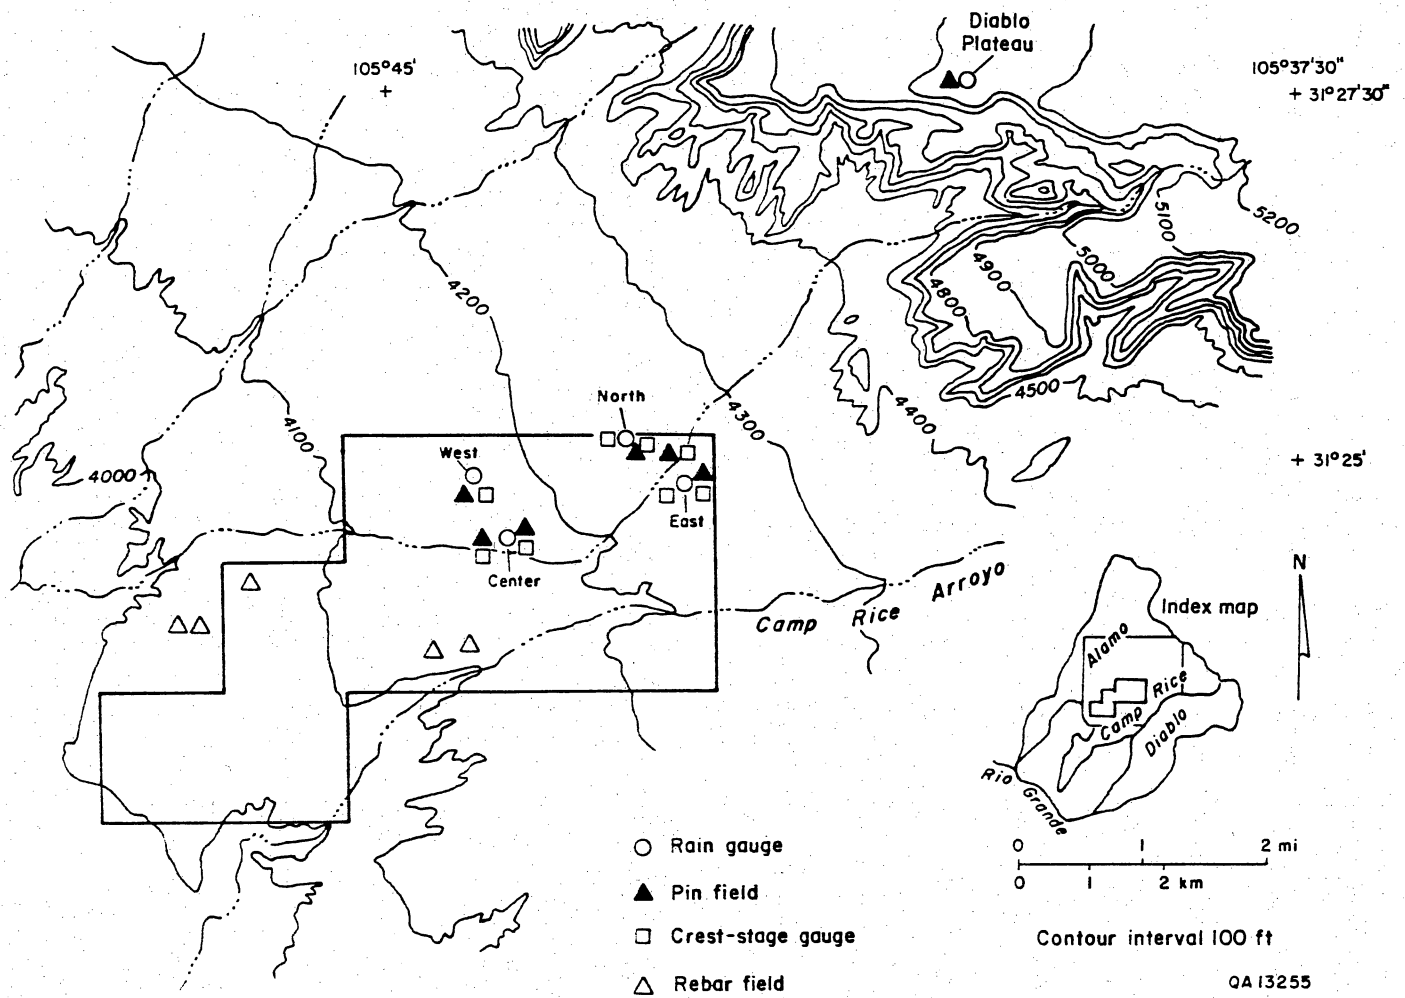 Diablo
Plateau
105°45'
+
105°37'30"
+ 31°27'30"
5200
5100
5000
4900
4800
4200
4500
4400
4300
4100
4000
North
West
East
Center
+ 31°25'
Camp Rice Arroyo
N
Index map
Alamo
Rice
Camp
Diablo
Rio
Grande
0 1 2 mi
0 1 2 km
Rain gauge
Pin field
Crest-stage gauge
Rebar field
Contour interval 100 ft
QA13255